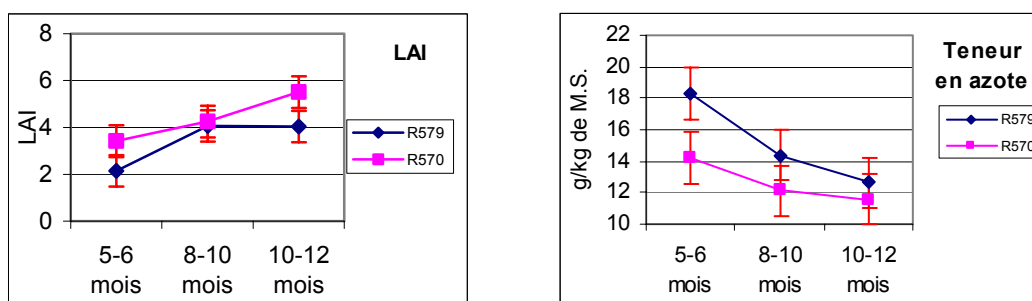 LAI
8
6
4
2
0
LAI
5-6
mois
8-10
mois
10-12
mois
R579
R570
Teneur
en azote
g/kg de M.S.
22
20
18
16
14
12
10
5-6
mois
8-10
mois
10-12
mois
R579
R570